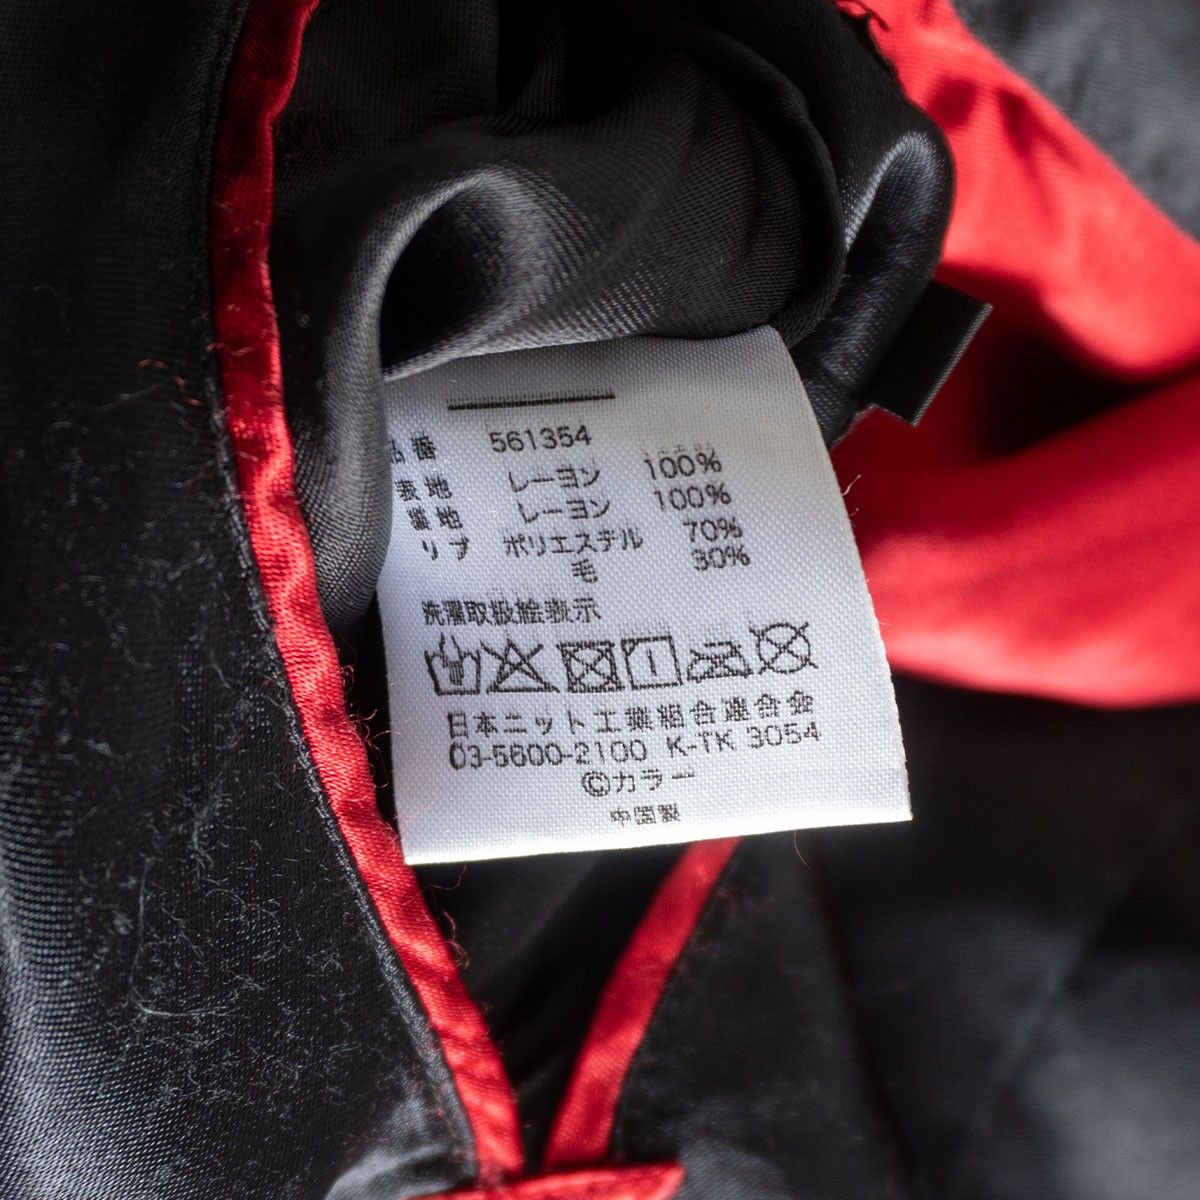 品番 561354
表地 レーヨン 100%
裏地 レーヨン 100%
リブ ポリエステル 70%
毛 30%
洗濯取扱絵表示
日本ニット工業組合連合会
03-5600-2100 K-TK 3054
©カラー
中国製